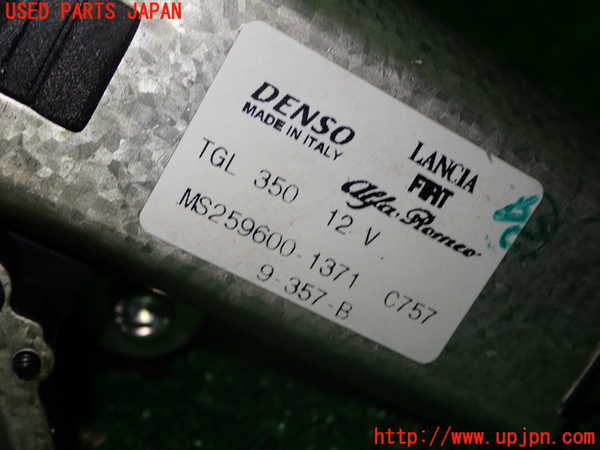 USED PARTS JAPAN
DENSO
MADE IN ITALY
LANCIA
FIAT
Alfa Romeo
TGL 350 12 V.
MS259600-1371 C757
9-357-B
http://www.upjpn.com/